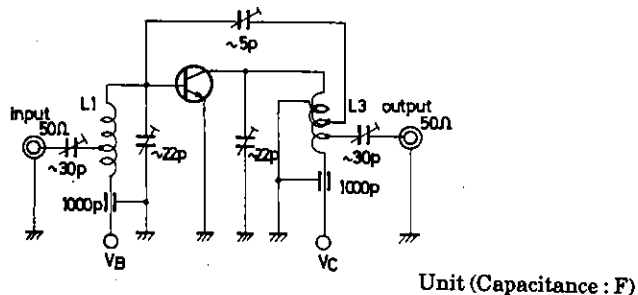 ~5p
L1
input
50Ω
~30p
~22p
1000p
VB
~22p
L3
output
50Ω
~30p
1000p
VC
Unit (Capacitance : F)